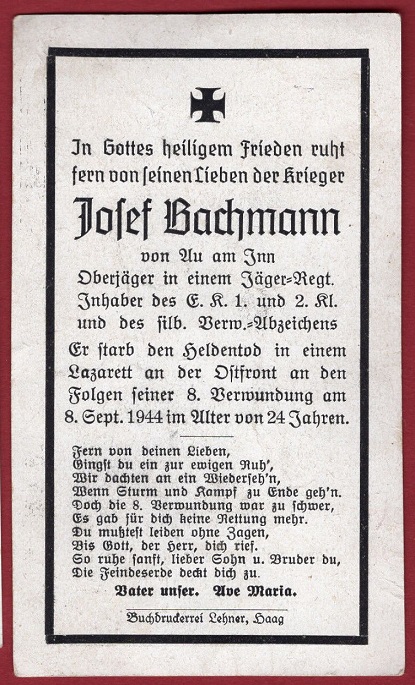 In Gottes heiligem Frieden ruht
fern von seinen Lieben der Krieger
Josef Bachmann
von Au am Inn
Oberjäger in einem Jäger-Regt.
Inhaber des E. K. 1. und 2. Kl.
und des silb. Verw.-Abzeichens
Er starb den Heldentod in einem
Lazarett an der Ostfront an den
Folgen seiner 8. Verwundung am
8. Sept. 1944 im Alter von 24 Jahren.
Fern von deinen Lieben,
Gingst du ein zur ewigen Ruh',
Wir dachten an ein Wiederseh'n,
Wenn Sturm und Kampf zu Ende geh'n.
Doch die 8. Verwundung war zu schwer,
Es gab für dich keine Rettung mehr.
Du mußtest leiden ohne Zagen,
Bis Gott, der Herr, dich rief.
So ruhe sanft, lieber Sohn u. Bruder du,
Die Feindeserde deckt dich zu.
Vater unser. Ave Maria.
Buchdruckerei Lehner, Haag